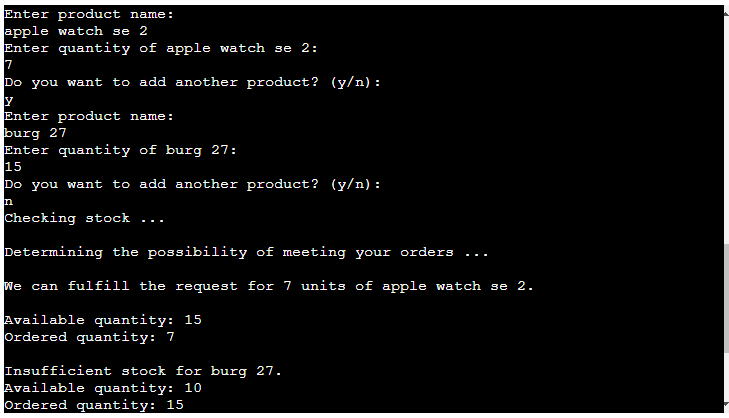 Enter product name:
apple watch se 2
Enter quantity of apple watch se 2:
7
Do you want to add another product? (y/n):
y
Enter product name:
burg 27
Enter quantity of burg 27:
15
Do you want to add another product? (y/n):
n
Checking stock ...
Determining the possibility of meeting your orders ...
We can fulfill the request for 7 units of apple watch se 2.
Available quantity: 15
Ordered quantity: 7
Insufficient stock for burg 27.
Available quantity: 10
Ordered quantity: 15